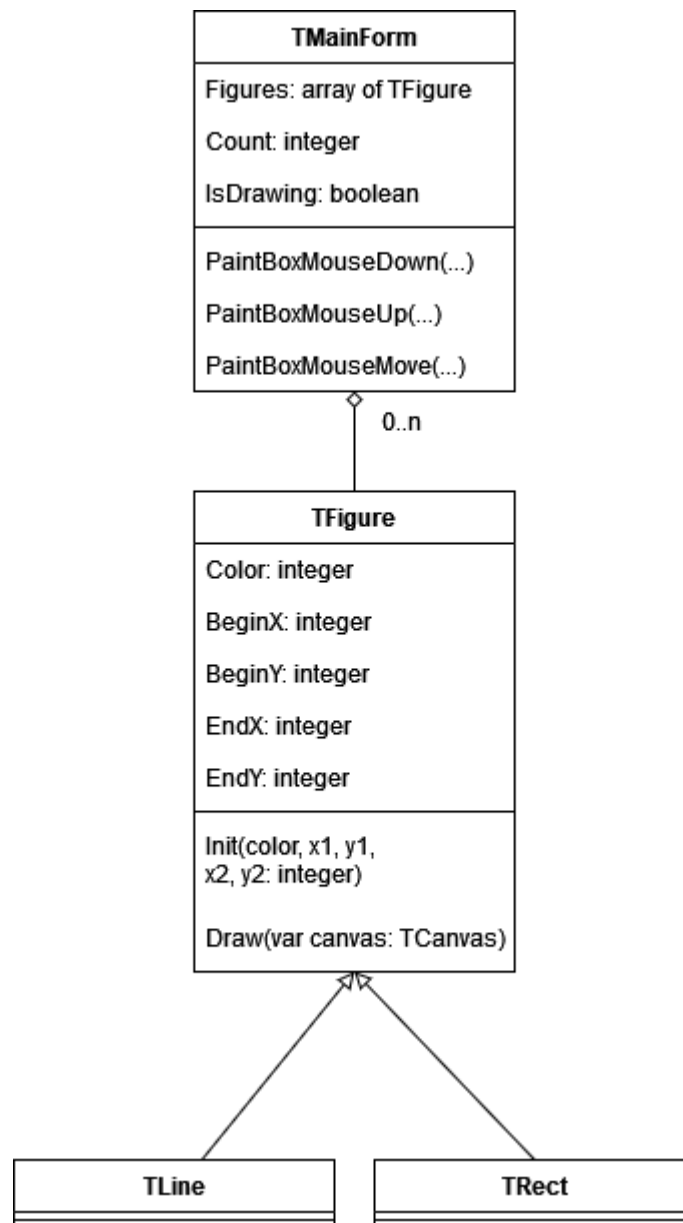 TMainForm
Figures: array of TFigure
Count: integer
IsDrawing: boolean
PaintBoxMouseDown(...)
PaintBoxMouseUp(...)
PaintBoxMouseMove(...)
0..n
TFigure
Color: integer
BeginX: integer
BeginY: integer
EndX: integer
EndY: integer
Init(color, x1, y1,
x2, y2: integer)
Draw(var canvas: TCanvas)
TLine
TRect